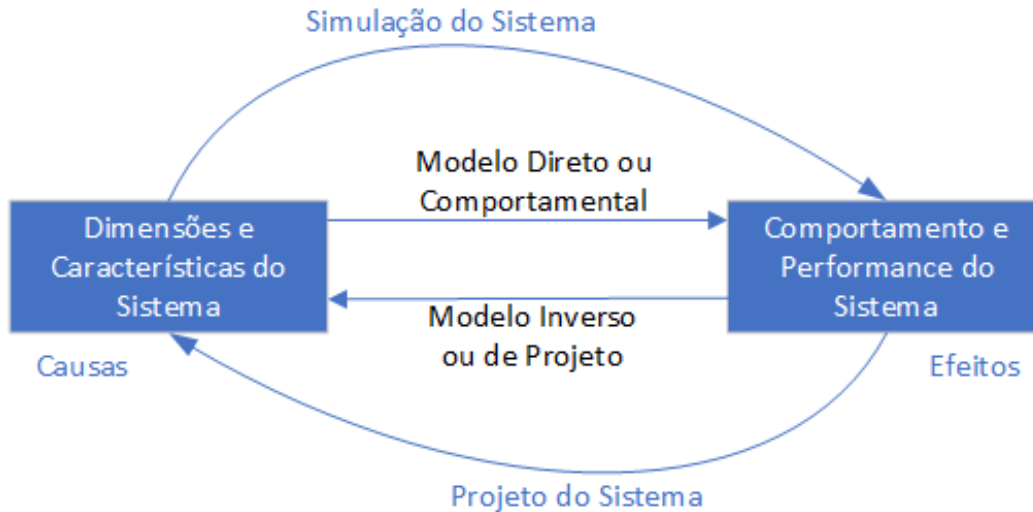 Simulação do Sistema
Modelo Direto ou
Comportamental
Dimensões e
Característícas do
Sistema
Comportamento e
Performance do
Sistema
Modelo Inverso
ou de Projeto
Causas
Efeitos
Projeto do Sistema